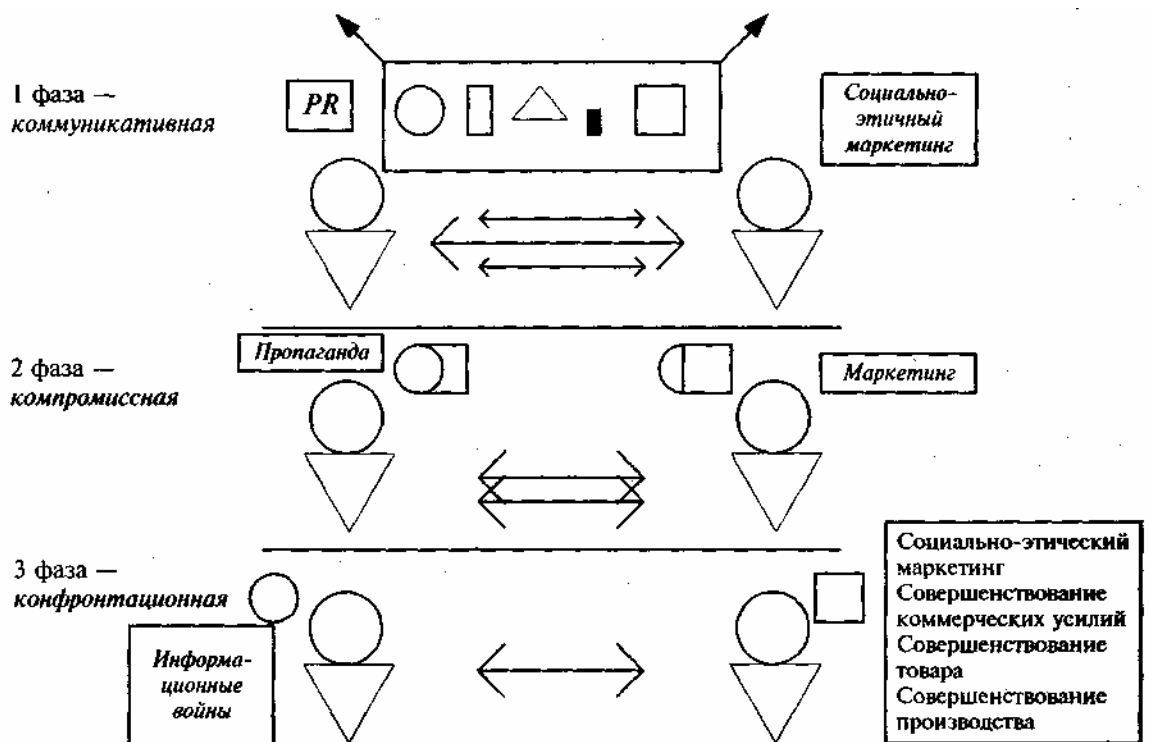 1 фаза —
коммуникативная
PR
Социально-
этичный
маркетинг
2 фаза —
компромиссная
Пропаганда
Маркетинг
3 фаза —
конфронтационная
Информа-
ционные
войны
Социально-этический
маркетинг
Совершенствование
коммерческих усилий
Совершенствование
товара
Совершенствование
производства